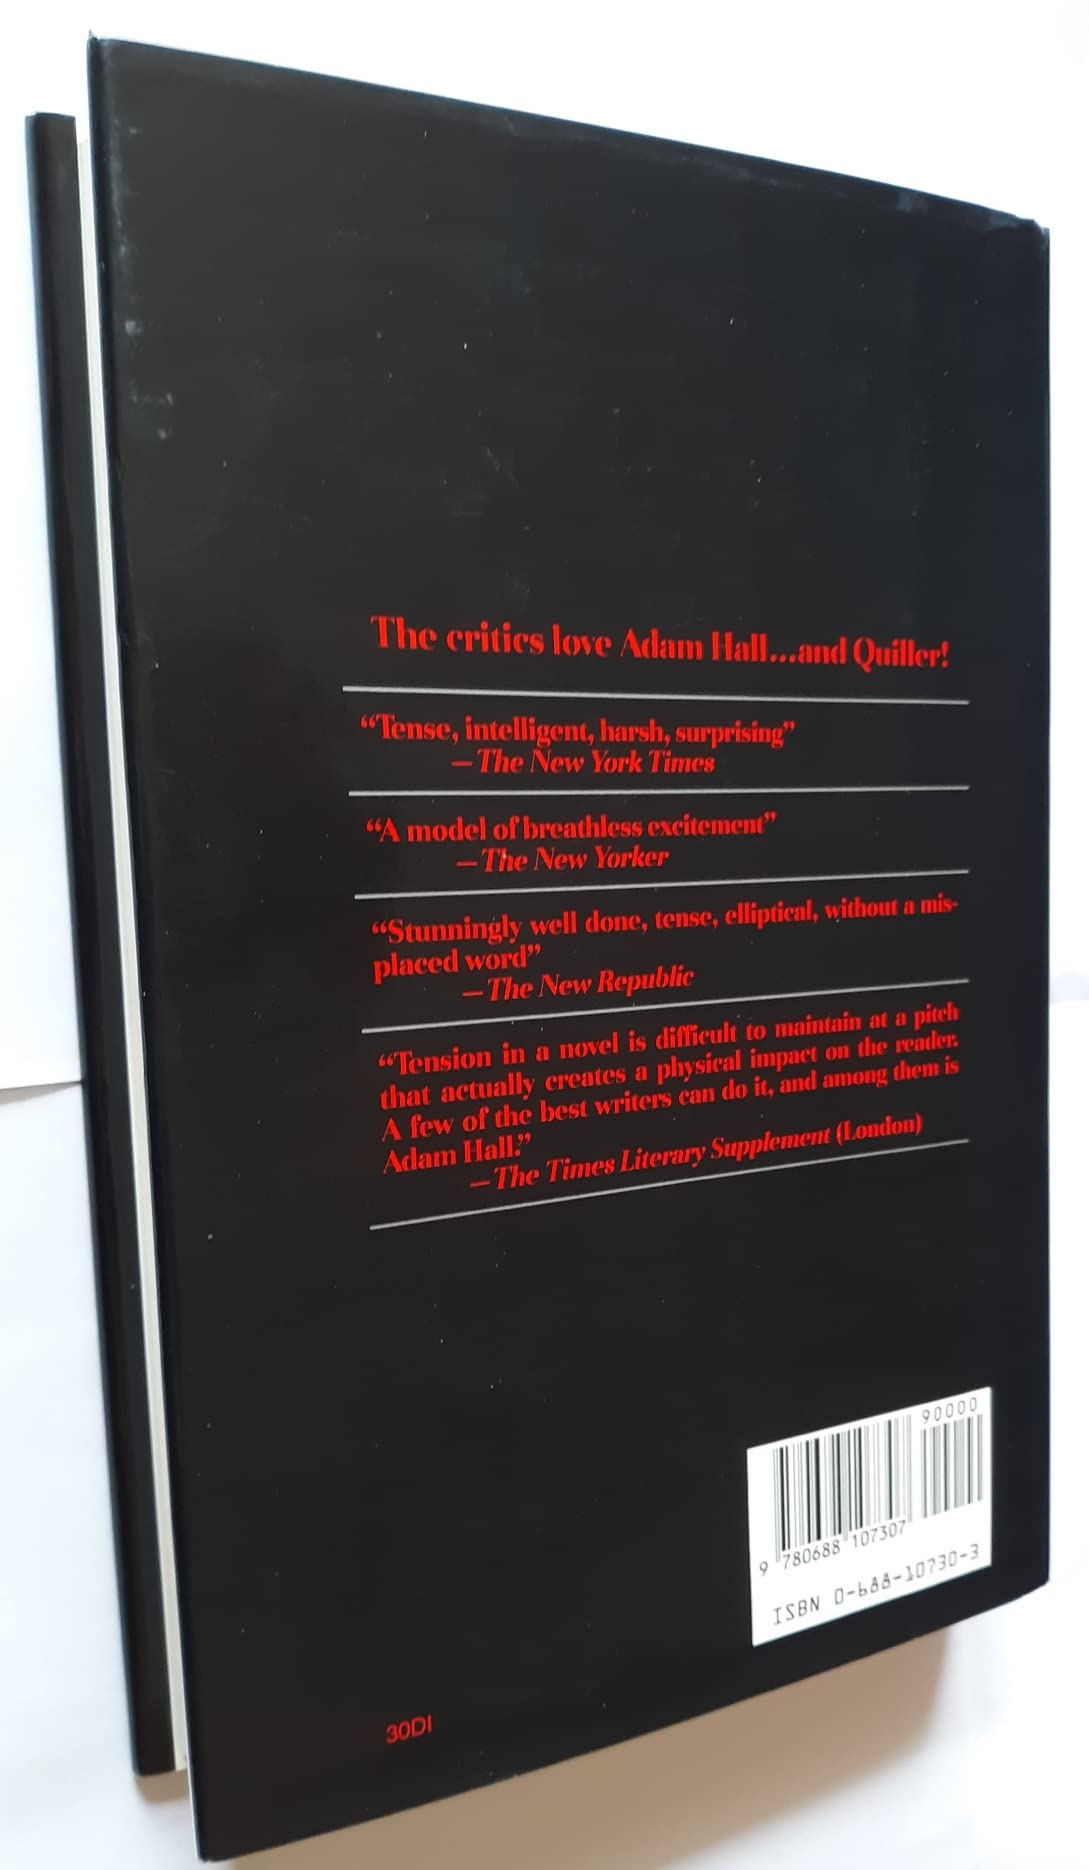 The critics love Adam Hall...and Quiller!
“Tense, intelligent, harsh, surprising”
—The New York Times
“A model of breathless excitement”
—The New Yorker
“Stunningly well done, tense, elliptical, without a mis-
placed word”
—The New Republic
“Tension in a novel is difficult to maintain at a pitch
that actually creates a physical impact on the reader.
A few of the best writers can do it, and among them is
Adam Hall.”
—The Times Literary Supplement (London)
90000
9 780688 107307
ISBN 0-688-10730-3
30DI